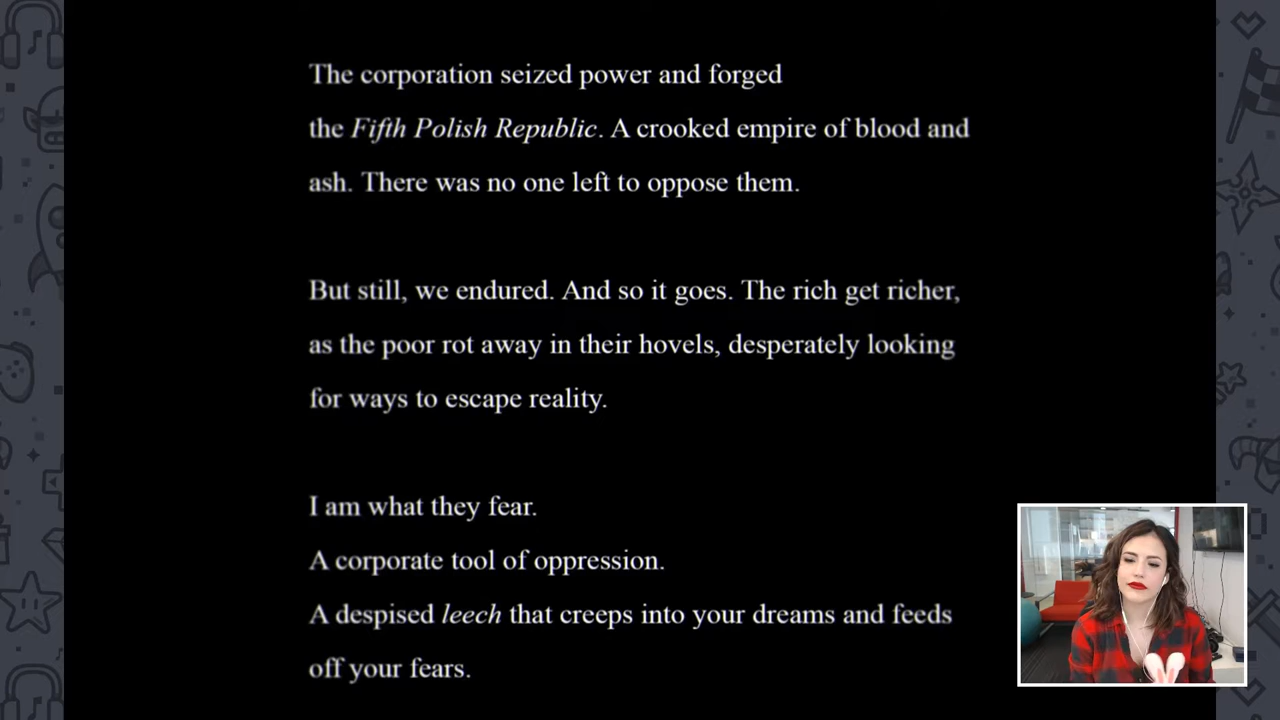 The corporation seized power and forged
the Fifth Polish Republic. A crooked empire of blood and
ash. There was no one left to oppose them.
But still, we endured. And so it goes. The rich get richer,
as the poor rot away in their hovels, desperately looking
for ways to escape reality.
I am what they fear.
A corporate tool of oppression.
A despised leech that creeps into your dreams and feeds
off your fears.